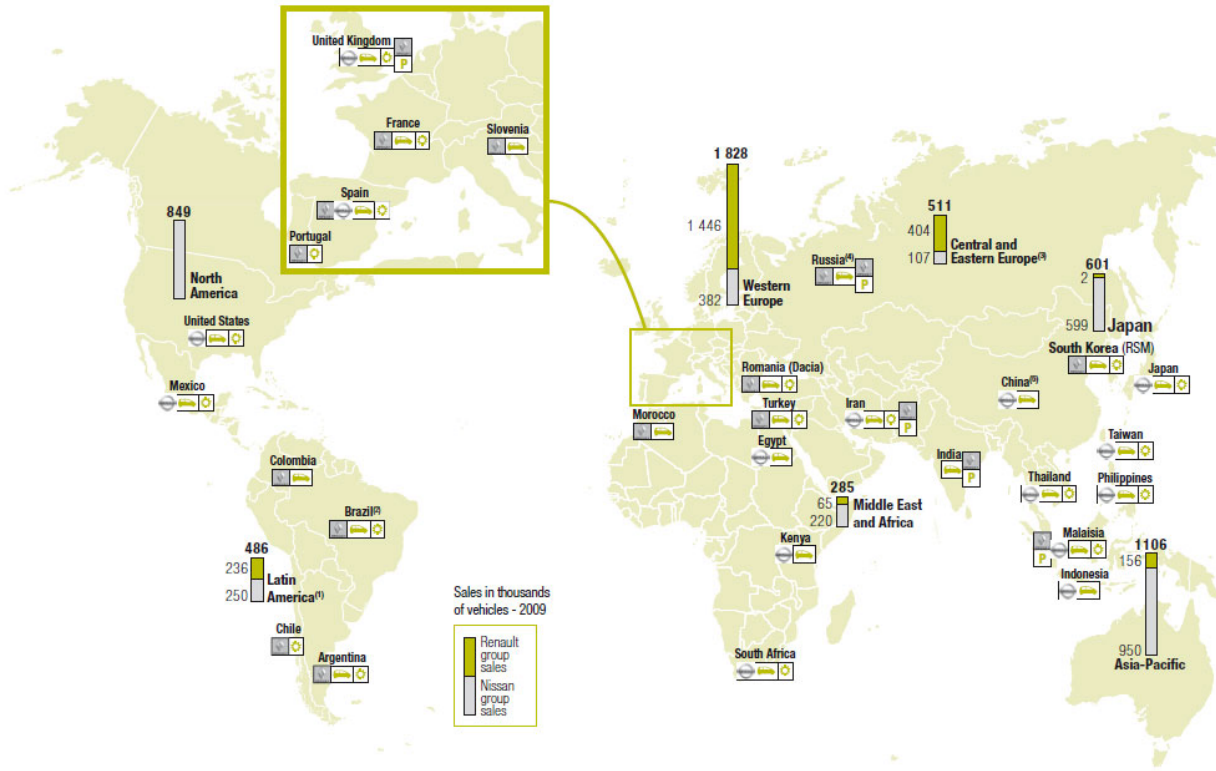 United Kingdom
P
France
Slovenia
Spain
Portugal
849
North
America
United States
Mexico
Colombia
Brazil(2)
486
236
250
Latin
America(1)
Chile
Argentina
Sales in thousands
of vehicles - 2009
Renault
group
sales
Nissan
group
sales
1 828
1 446
382
Western
Europe
Russia(4)
P
511
404
107
Central and
Eastern Europe(3)
601
2
599
Japan
South Korea (RSM)
Japan
China(5)
Romania (Dacia)
Morocco
Turkey
Iran
P
Egypt
India
P
Taiwan
Thailand
Philippines
285
65
220
Middle East
and Africa
Kenya
Malaisia
P
Indonesia
1106
156
950
Asia-Pacific
South Africa